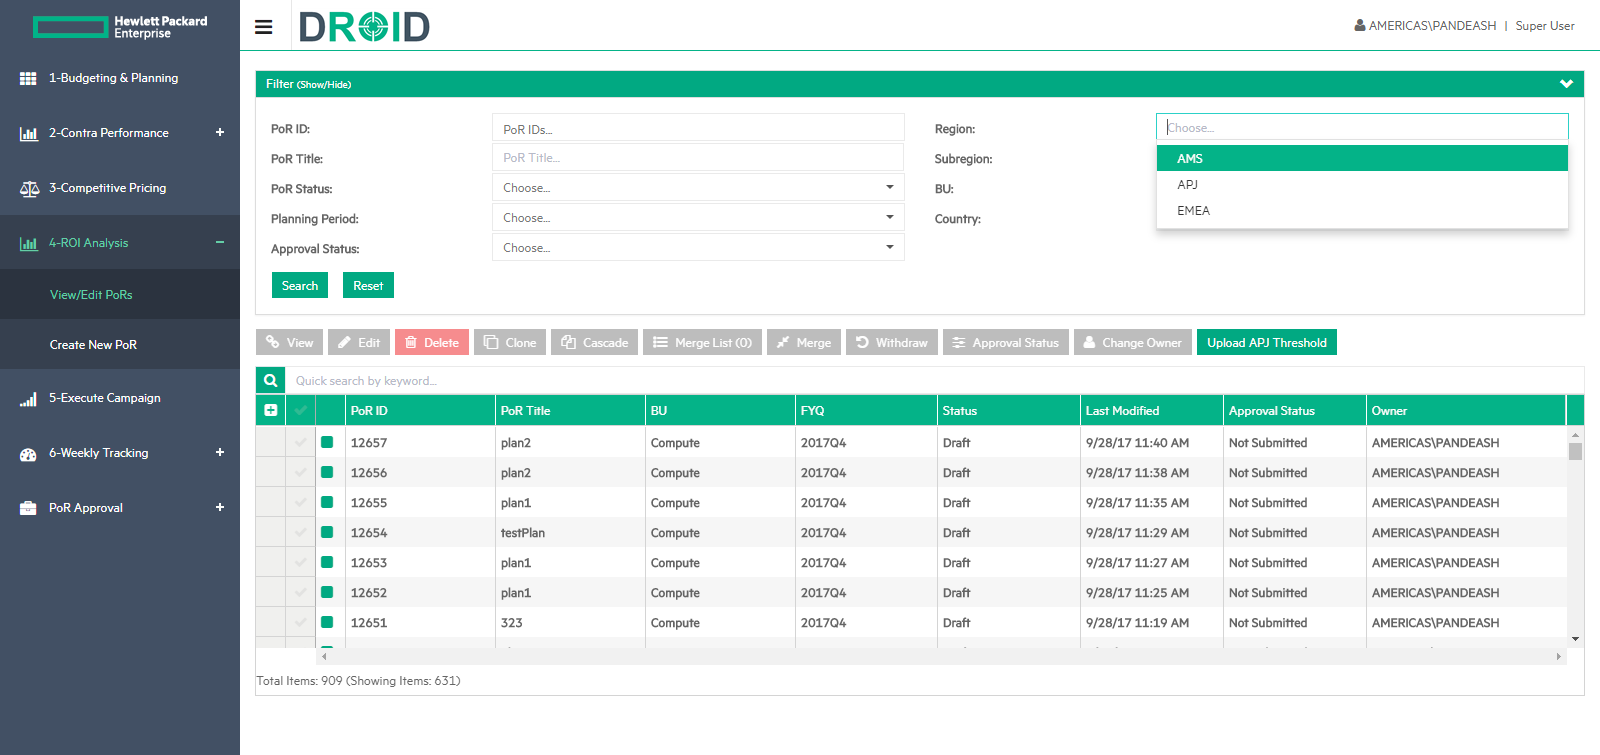 Hewlett Packard
Enterprise
DROID
AMERICAS\PANDEASH | Super User
1-Budgeting & Planning
2-Contra Performance +
3-Competitive Pricing
4-ROI Analysis −
View/Edit PoRs
Create New PoR
5-Execute Campaign
6-Weekly Tracking +
PoR Approval +
Filter (Show/Hide)
PoR ID: PoR IDs... Region: Choose...
PoR Title: PoR Title... Subregion: AMS
PoR Status: Choose... BU: APJ
Planning Period: Choose... Country: EMEA
Approval Status: Choose...
Search Reset
View Edit Delete Clone Cascade Merge List (0) Merge Withdraw Approval Status Change Owner Upload APJ Threshold
Quick search by keyword...
PoR ID PoR Title BU FYQ Status Last Modified Approval Status Owner
12657 plan2 Compute 2017Q4 Draft 9/28/17 11:40 AM Not Submitted AMERICAS\PANDEASH
12656 plan2 Compute 2017Q4 Draft 9/28/17 11:38 AM Not Submitted AMERICAS\PANDEASH
12655 plan1 Compute 2017Q4 Draft 9/28/17 11:35 AM Not Submitted AMERICAS\PANDEASH
12654 testPlan Compute 2017Q4 Draft 9/28/17 11:29 AM Not Submitted AMERICAS\PANDEASH
12653 plan1 Compute 2017Q4 Draft 9/28/17 11:27 AM Not Submitted AMERICAS\PANDEASH
12652 plan1 Compute 2017Q4 Draft 9/28/17 11:25 AM Not Submitted AMERICAS\PANDEASH
12651 323 Compute 2017Q4 Draft 9/28/17 11:19 AM Not Submitted AMERICAS\PANDEASH
Total Items: 909 (Showing Items: 631)